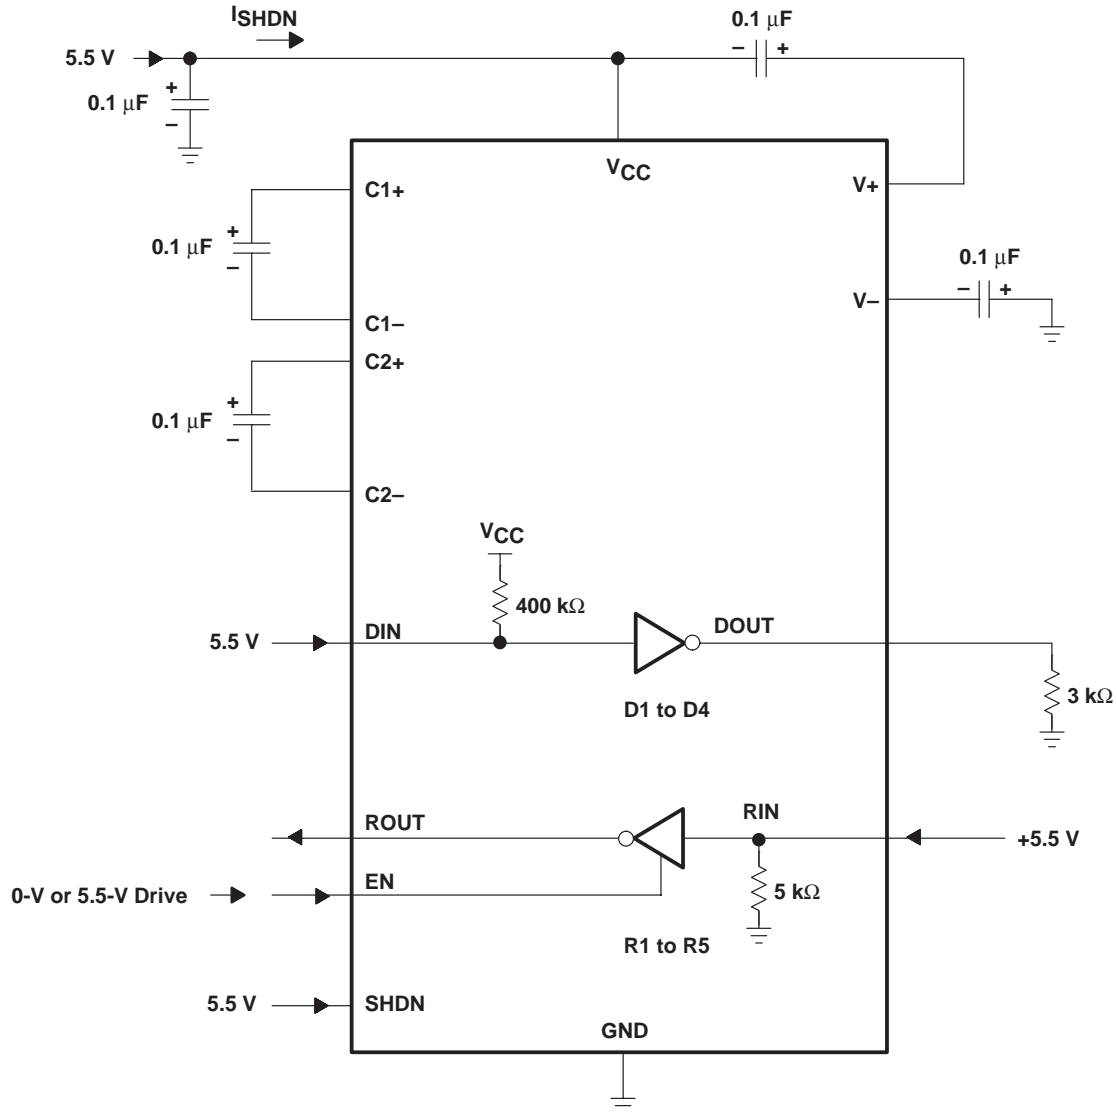 ISHDN
0.1 μF
5.5 V
+
0.1 μF
–
– +
VCC
V+
C1+
+
0.1 μF
–
C1–
0.1 μF
V–
– +
C2+
+
0.1 μF
–
C2–
VCC
400 kΩ
5.5 V
DIN
DOUT
3 kΩ
D1 to D4
ROUT
RIN
+5.5 V
0-V or 5.5-V Drive
EN
5 kΩ
R1 to R5
5.5 V
SHDN
GND